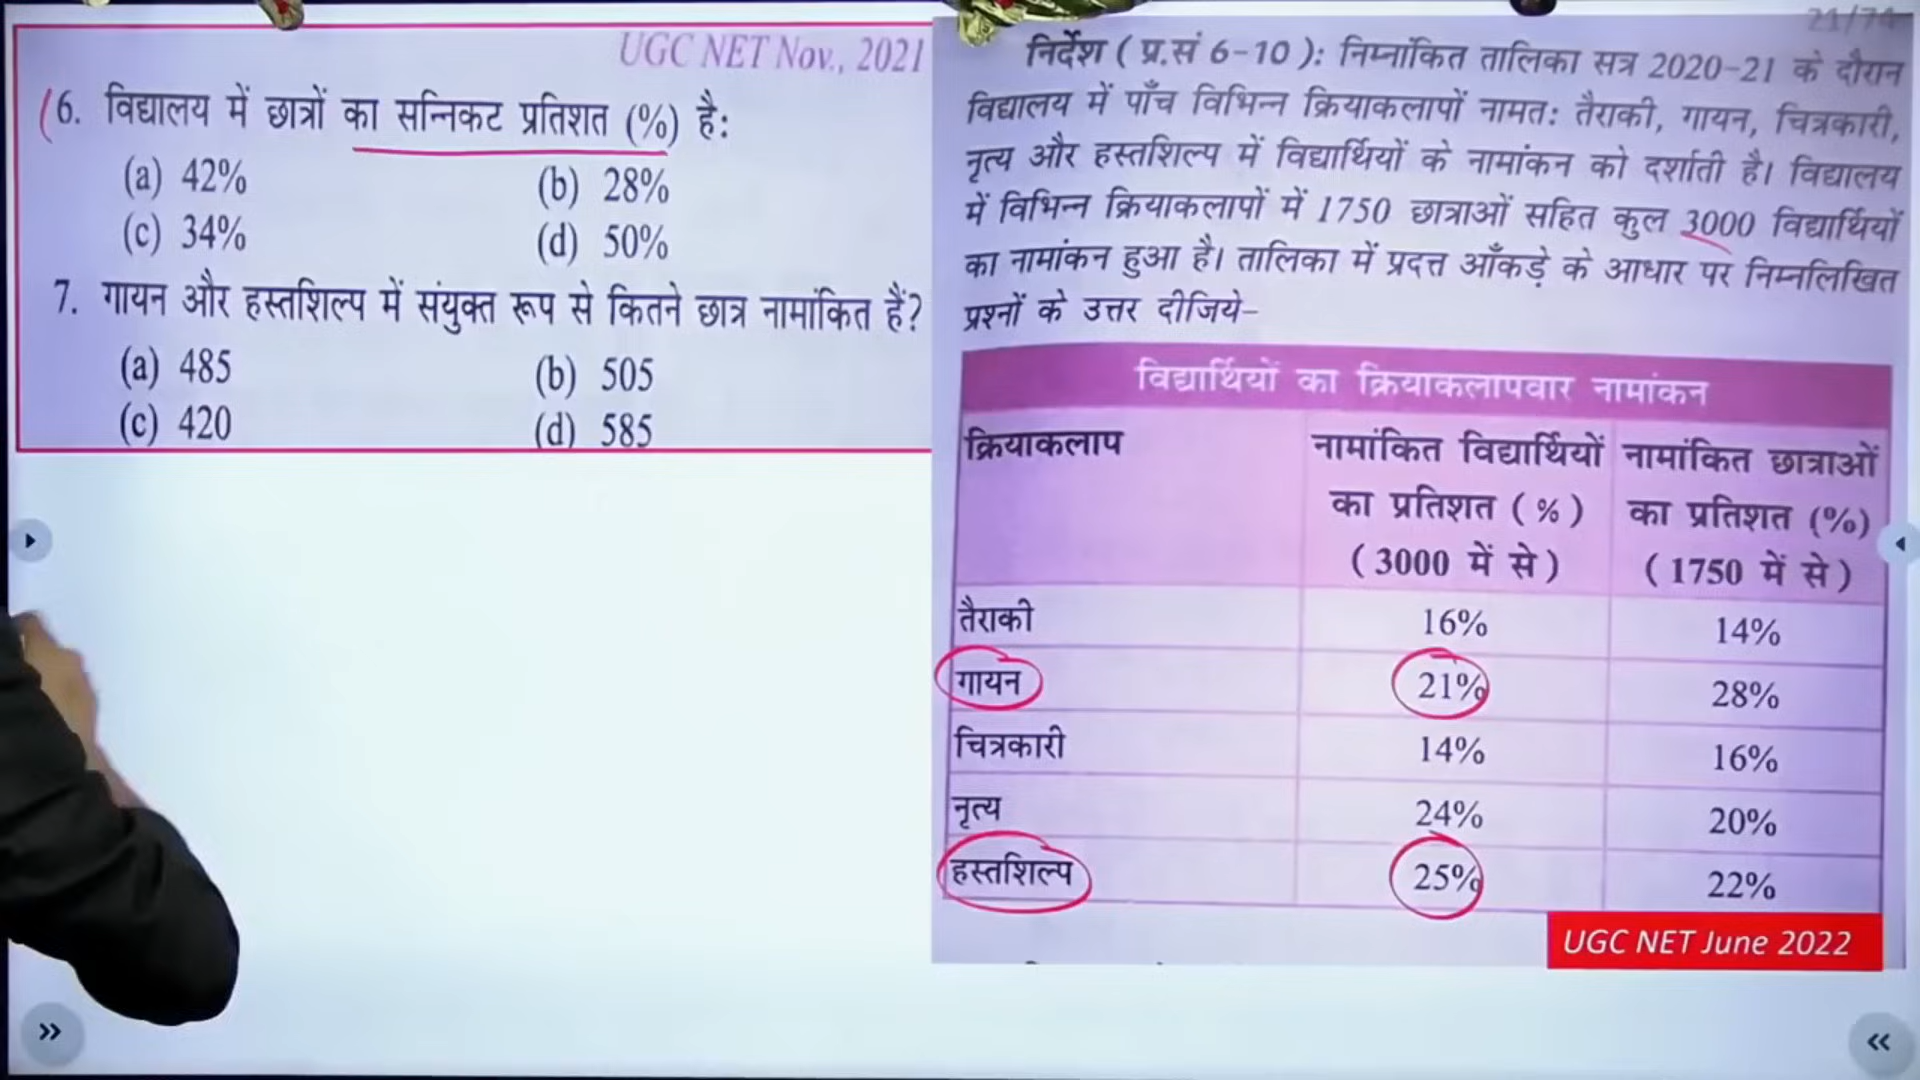 UGC NET Nov., 2021
6. विद्यालय में छात्रों का सन्निकट प्रतिशत (%) है:
(a) 42% (b) 28%
(c) 34% (d) 50%
7. गायन और हस्तशिल्प में संयुक्त रूप से कितने छात्र नामांकित हैं?
(a) 485 (b) 505
(c) 420 (d) 585
21/74
निर्देश ( प्र.सं 6-10 ): निम्नांकित तालिका सत्र 2020-21 के दौरान
विद्यालय में पाँच विभिन्न क्रियाकलापों नामत: तैराकी, गायन, चित्रकारी,
नृत्य और हस्तशिल्प में विद्यार्थियों के नामांकन को दर्शाती है। विद्यालय
में विभिन्न क्रियाकलापों में 1750 छात्राओं सहित कुल 3000 विद्यार्थियों
का नामांकन हुआ है। तालिका में प्रदत्त आँकड़े के आधार पर निम्नलिखित
प्रश्नों के उत्तर दीजिये-
विद्यार्थियों का क्रियाकलापवार नामांकन
क्रियाकलाप नामांकित विद्यार्थियों नामांकित छात्राओं
का प्रतिशत ( % ) का प्रतिशत (%)
( 3000 में से ) ( 1750 में से )
तैराकी 16% 14%
गायन 21% 28%
चित्रकारी 14% 16%
नृत्य 24% 20%
हस्तशिल्प 25% 22%
UGC NET June 2022